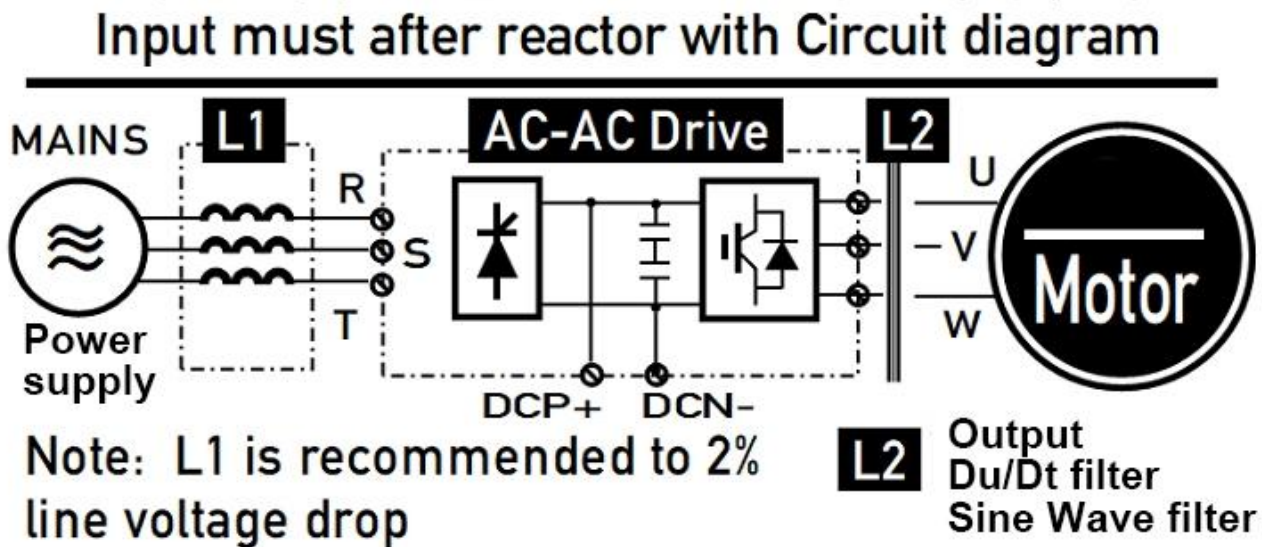 Input must after reactor with Circuit diagram
MAINS
L1
AC-AC Drive
L2
R
S
T
U
V
W
Motor
Power
supply
DCP+
DCN-
Note: L1 is recommended to 2%
line voltage drop
L2
Output
Du/Dt filter
Sine Wave filter